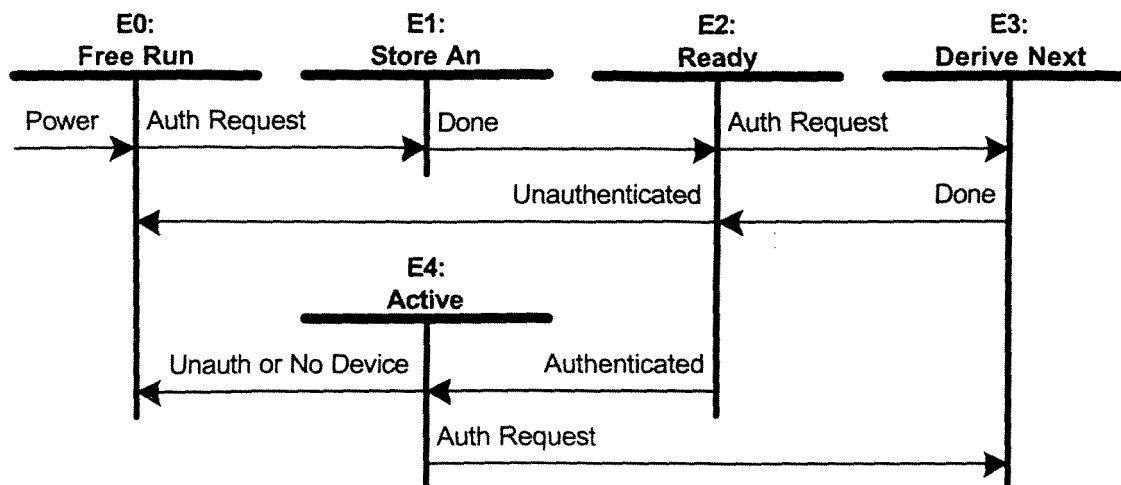 E0:
Free Run
E1:
Store An
E2:
Ready
E3:
Derive Next
Power
Auth Request
Done
Auth Request
Unauthenticated
Done
E4:
Active
Unauth or No Device
Authenticated
Auth Request